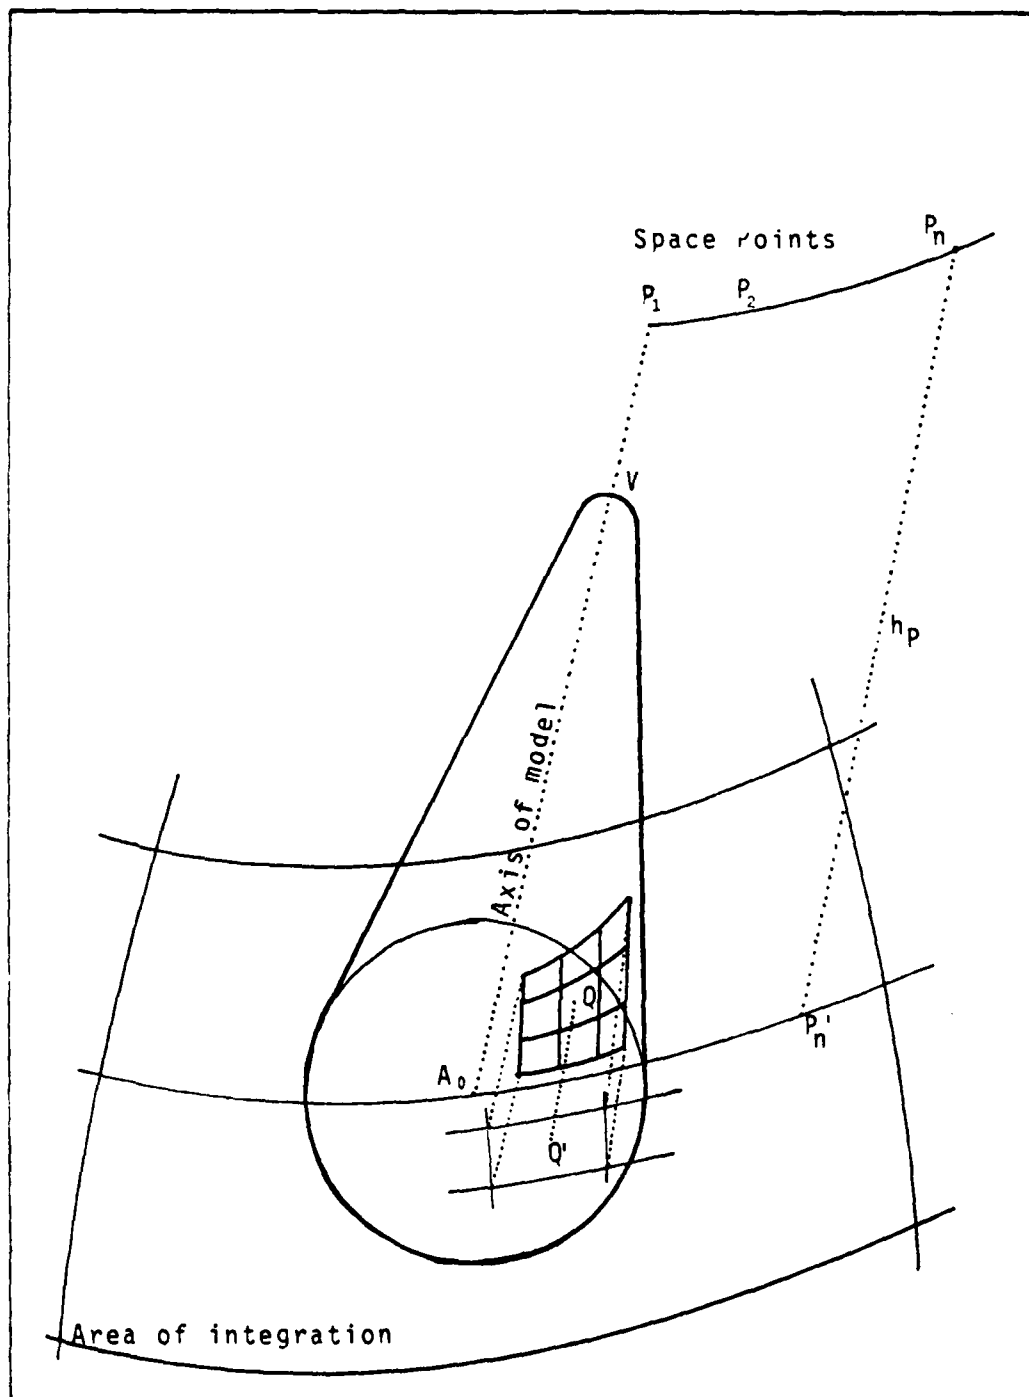 Space Points
Pn
P1
P2
V
hp
Axis of model
Q
Pn'
A0
Q'
Area of integration